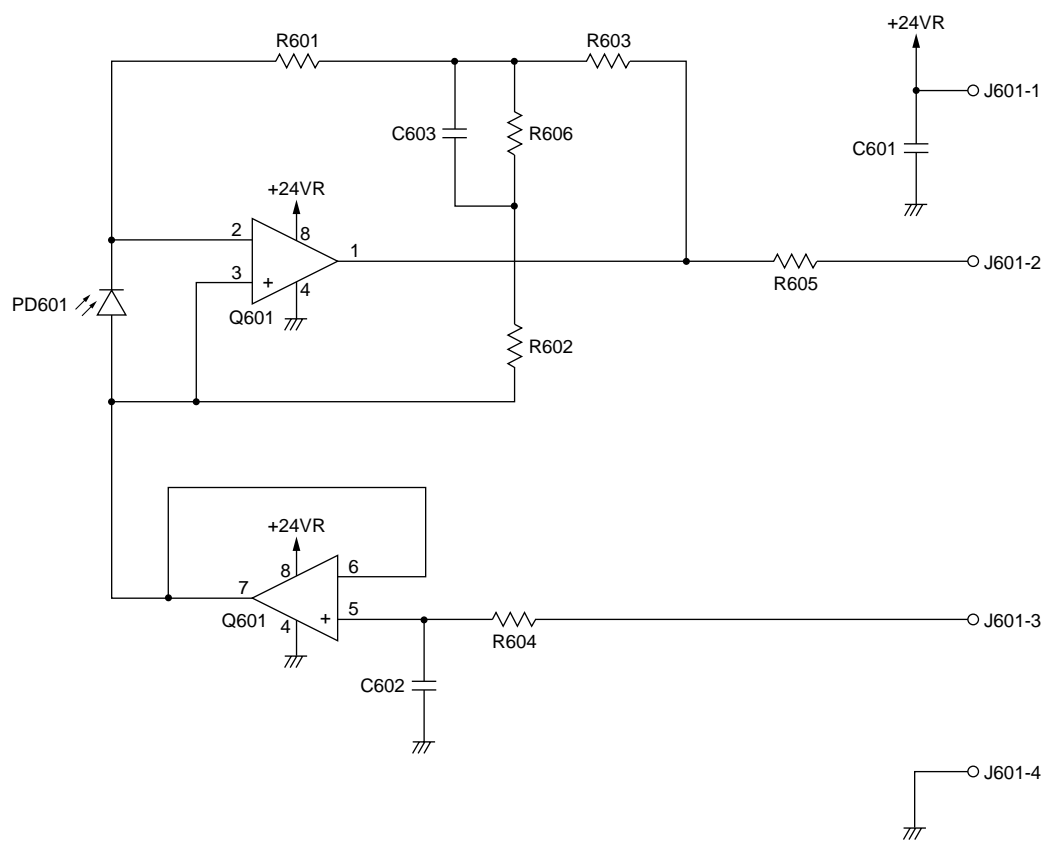 +24VR
R601
R603
J601-1
C603
R606
C601
+24VR
2
8
1
3
+
4
J601-2
R605
PD601
Q601
R602
+24VR
8
6
7
5
+
Q601
4
J601-3
R604
C602
J601-4